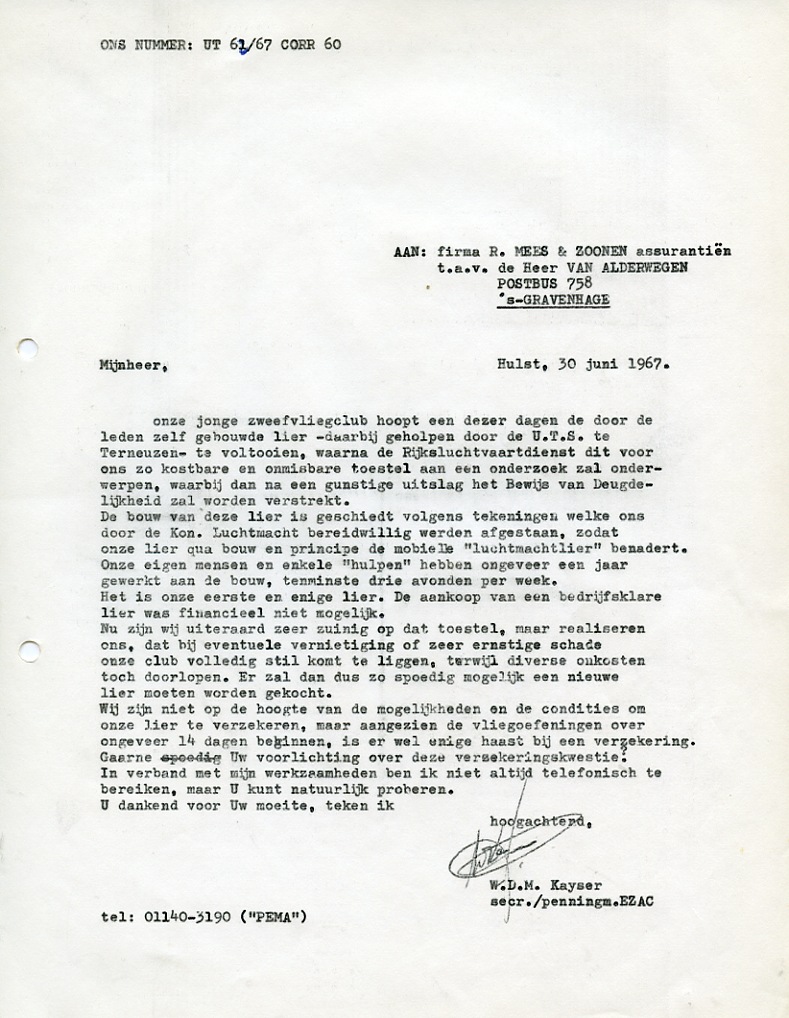 ONS NUMMER: UT 61/67 CORR 60
AAN: firma R. MEES & ZOONEN assurantiën
t.a.v. de Heer VAN ALDERWEGEN
POSTBUS 758
's-GRAVENHAGE
Mijnheer,
Hulst, 30 juni 1967.
onze jonge zweefvliegclub hoopt een dezer dagen de door de
leden zelf gebouwde lier -daarbij geholpen door de U.T.S. te
Terneuzen- te voltooien, waarna de Rijksluchtvaartdienst dit voor
ons zo kostbare en onmisbare toestel aan een onderzoek zal onder-
werpen, waarbij dan na een gunstige uitslag het Bewijs van Deugde-
lijkheid zal worden verstrekt.
De bouw van deze lier is geschiedt volgens tekeningen welke ons
door de Kon. Luchtmacht bereidwillig werden afgestaan, zodat
onze lier qua bouw en principe de mobiele "luchtmachtlier" benadert.
Onze eigen mensen en enkele "hulpen" hebben ongeveer een jaar
gewerkt aan de bouw, tenminste drie avonden per week.
Het is onze eerste en enige lier. De aankoop van een bedrijfsklare
lier was financieel niet mogelijk.
Nu zijn wij uiteraard zeer zuinig op dat toestel, maar realiseren
ons, dat bij eventuele vernietiging of zeer ernstige schade
onze club volledig stil komt te liggen, terwijl diverse onkosten
toch doorlopen. Er zal dan dus zo spoedig mogelijk een nieuwe
lier moeten worden gekocht.
Wij zijn niet op de hoogte van de mogelijkheden en de condities om
onze lier te verzekeren, maar aangezien de vliegoefeningen over
ongeveer 14 dagen beginnen, is er wel enige haast bij een verzekering.
Gaarne spoedig Uw voorlichting over deze verzekeringskwestie?
In verband met mijn werkzaamheden ben ik niet altijd telefonisch te
bereiken, maar U kunt natuurlijk proberen.
U dankend voor Uw moeite, teken ik
hoogachtend,
W.D.M. Kayser
secr./penningm.EZAC
tel: 01140-3190 ("PEMA")